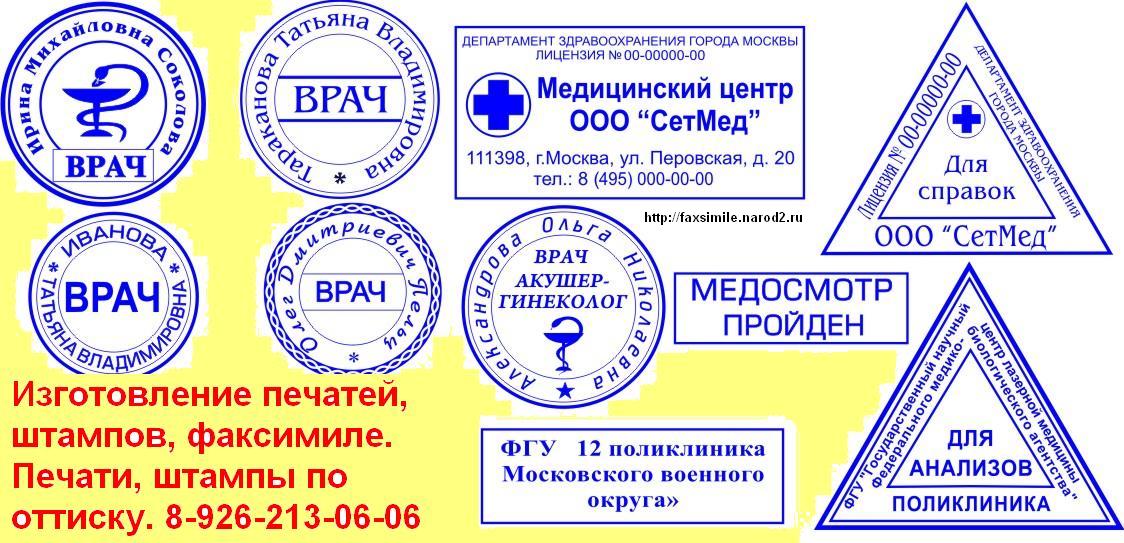 Ирина Михайловна Соколова
ВРАЧ
Тараканова Татьяна Владимировна *
ВРАЧ
ДЕПАРТАМЕНТ ЗДРАВООХРАНЕНИЯ ГОРОДА МОСКВЫ
ЛИЦЕНЗИЯ № 00-00000-00
Медицинский центр
ООО "СетМед"
111398, г.Москва, ул. Перовская, д. 20
тел.: 8 (495) 000-00-00
http://faxsimile.narod2.ru
Лицензия № 00-000000-00
ДЕПАРТАМЕНТ ЗДРАВООХРАНЕНИЯ
ГОРОДА МОСКВЫ
Для
справок
ООО "СетМед"
* ИВАНОВА *
ТАТЬЯНА ВЛАДИМИРОВНА
ВРАЧ
Олег Дмитриевич Пельц *
ВРАЧ
Александрова Ольга Николаевна
ВРАЧ
АКУШЕР-
ГИНЕКОЛОГ
МЕДОСМОТР
ПРОЙДЕН
ФГУ "Государственный научный
центр лазерной медицины
Федерального медико-
биологического агентства"
ДЛЯ
АНАЛИЗОВ
ПОЛИКЛИНИКА
Изготовление печатей,
штампов, факсимиле.
Печати, штампы по
оттиску. 8-926-213-06-06
ФГУ 12 поликлиника
Московского военного
округа»